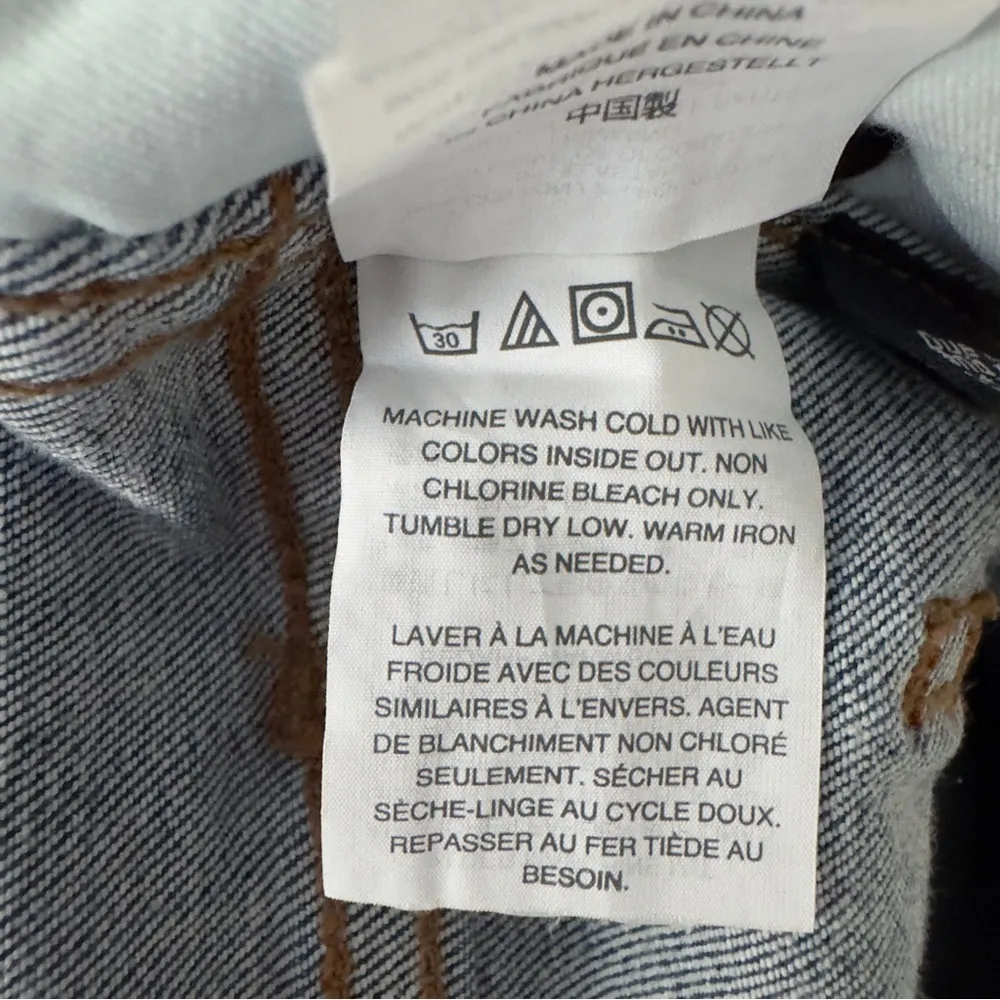 MADE IN CHINA
FABRIQUÉ EN CHINE
IN CHINA HERGESTELLT
中国製
30
MACHINE WASH COLD WITH LIKE
COLORS INSIDE OUT. NON
CHLORINE BLEACH ONLY.
TUMBLE DRY LOW. WARM IRON
AS NEEDED.
LAVER À LA MACHINE À L'EAU
FROIDE AVEC DES COULEURS
SIMILAIRES À L'ENVERS. AGENT
DE BLANCHIMENT NON CHLORÉ
SEULEMENT. SÉCHER AU
SÈCHE-LINGE AU CYCLE DOUX.
REPASSER AU FER TIÈDE AU
BESOIN.